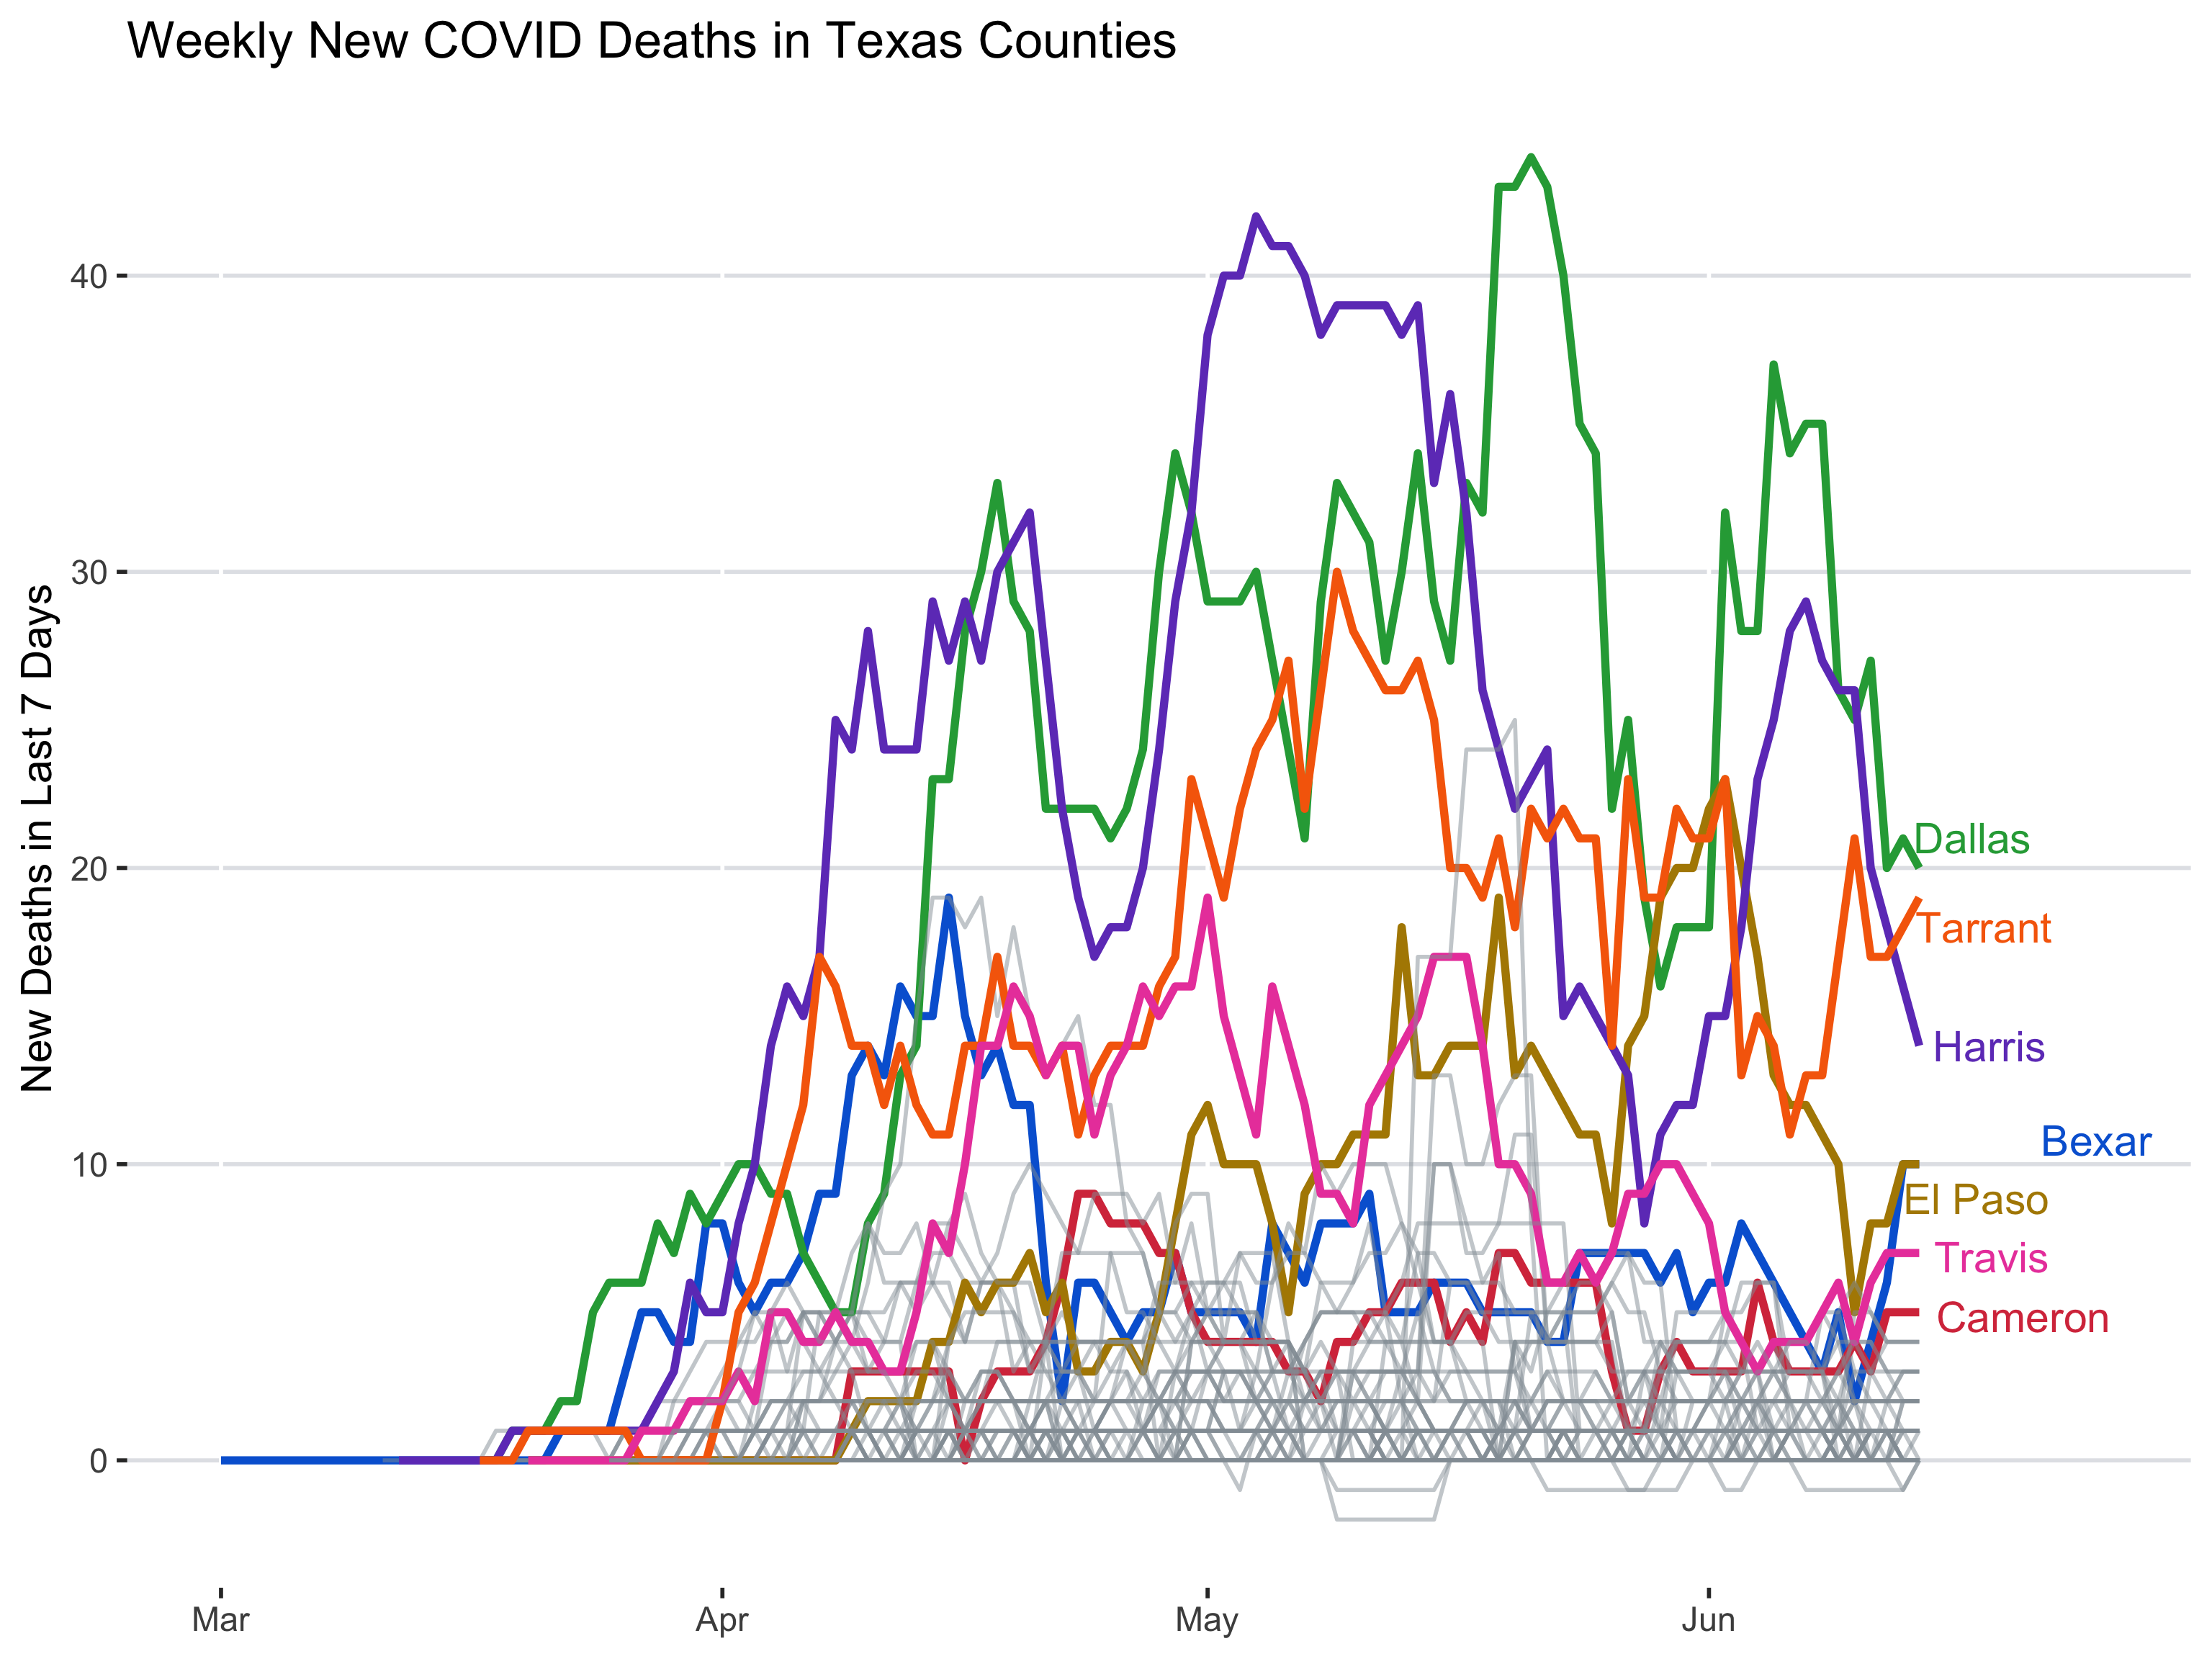 Weekly New COVID Deaths in Texas Counties
New Deaths in Last 7 Days
40
30
20
10
0
Dallas
Tarrant
Harris
Bexar
El Paso
Travis
Cameron
Mar
Apr
May
Jun